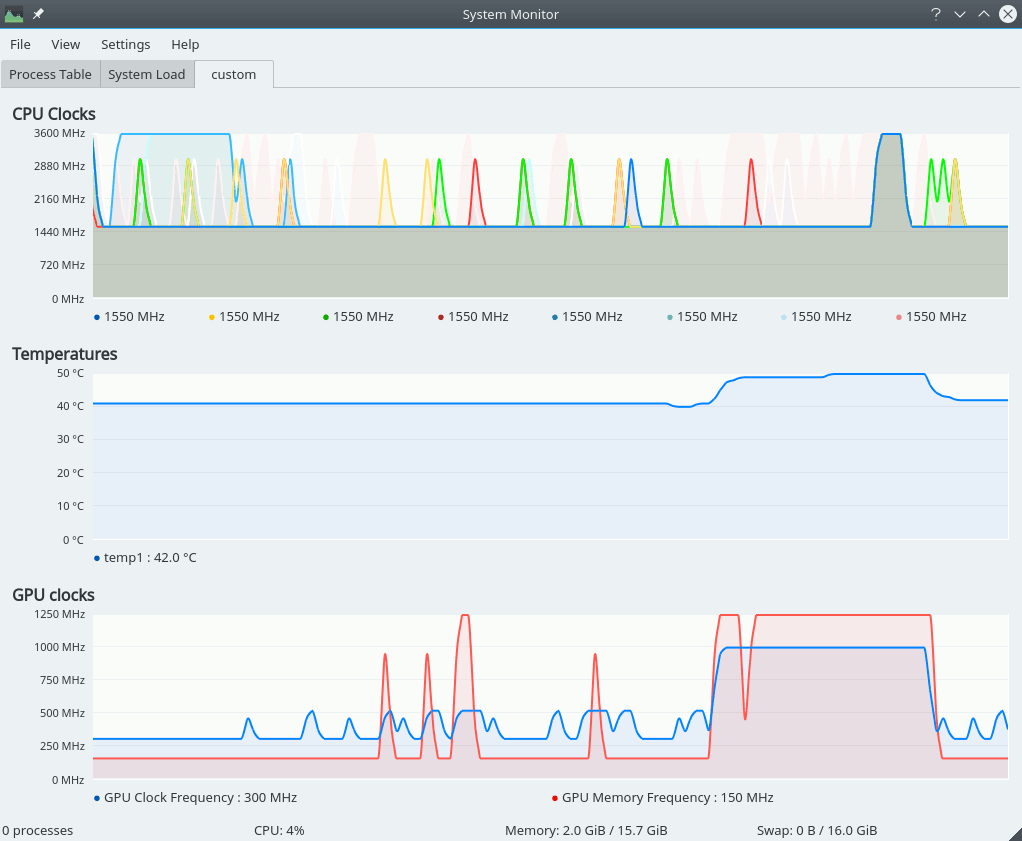 System Monitor
?
File View Settings Help
Process Table System Load custom
CPU Clocks
3600 MHz
2880 MHz
2160 MHz
1440 MHz
720 MHz
0 MHz
1550 MHz 1550 MHz 1550 MHz 1550 MHz 1550 MHz 1550 MHz 1550 MHz 1550 MHz
Temperatures
50 °C
40 °C
30 °C
20 °C
10 °C
0 °C
temp1 : 42.0 °C
GPU clocks
1250 MHz
1000 MHz
750 MHz
500 MHz
250 MHz
0 MHz
GPU Clock Frequency : 300 MHz GPU Memory Frequency : 150 MHz
0 processes CPU: 4% Memory: 2.0 GiB / 15.7 GiB Swap: 0 B / 16.0 GiB